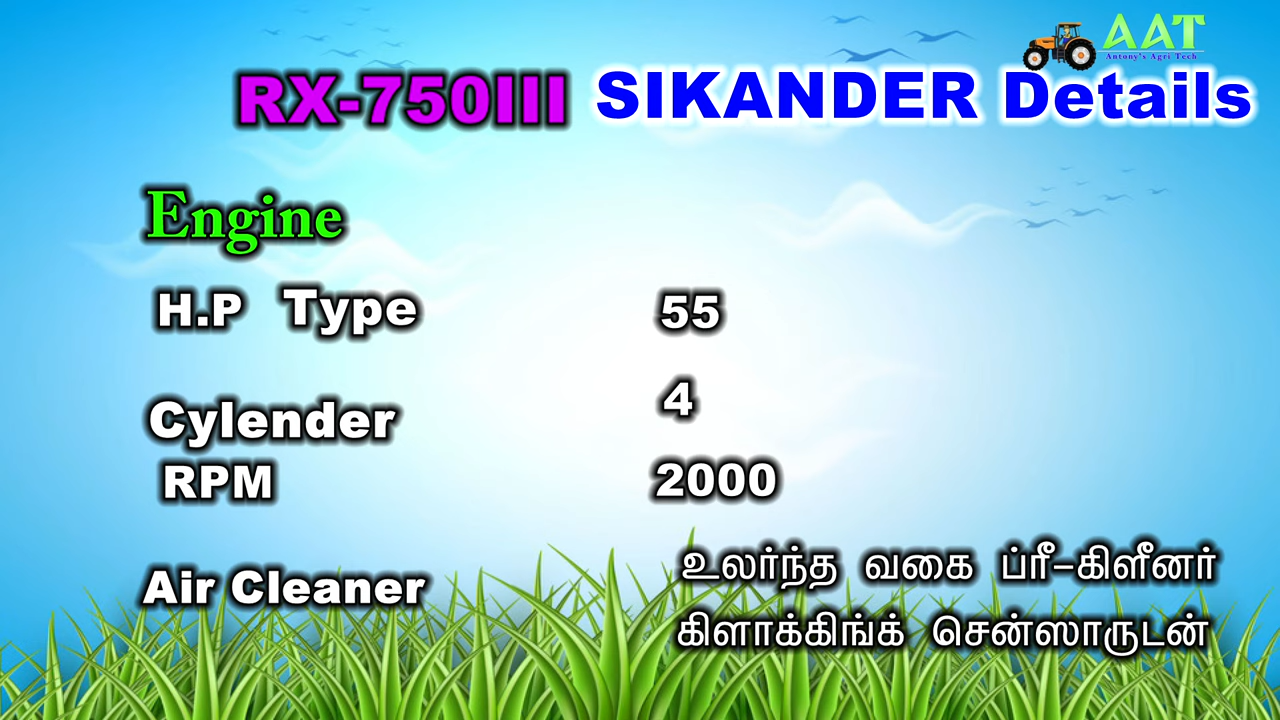 AAT
Antony's Agri Tech
RX-750III SIKANDER Details
Engine
H.P Type 55
Cylender 4
RPM 2000
Air Cleaner உலர்ந்த வகை ப்ரீ-கிளீனர்
கிளாக்கிங்க் சென்ஸாருடன்